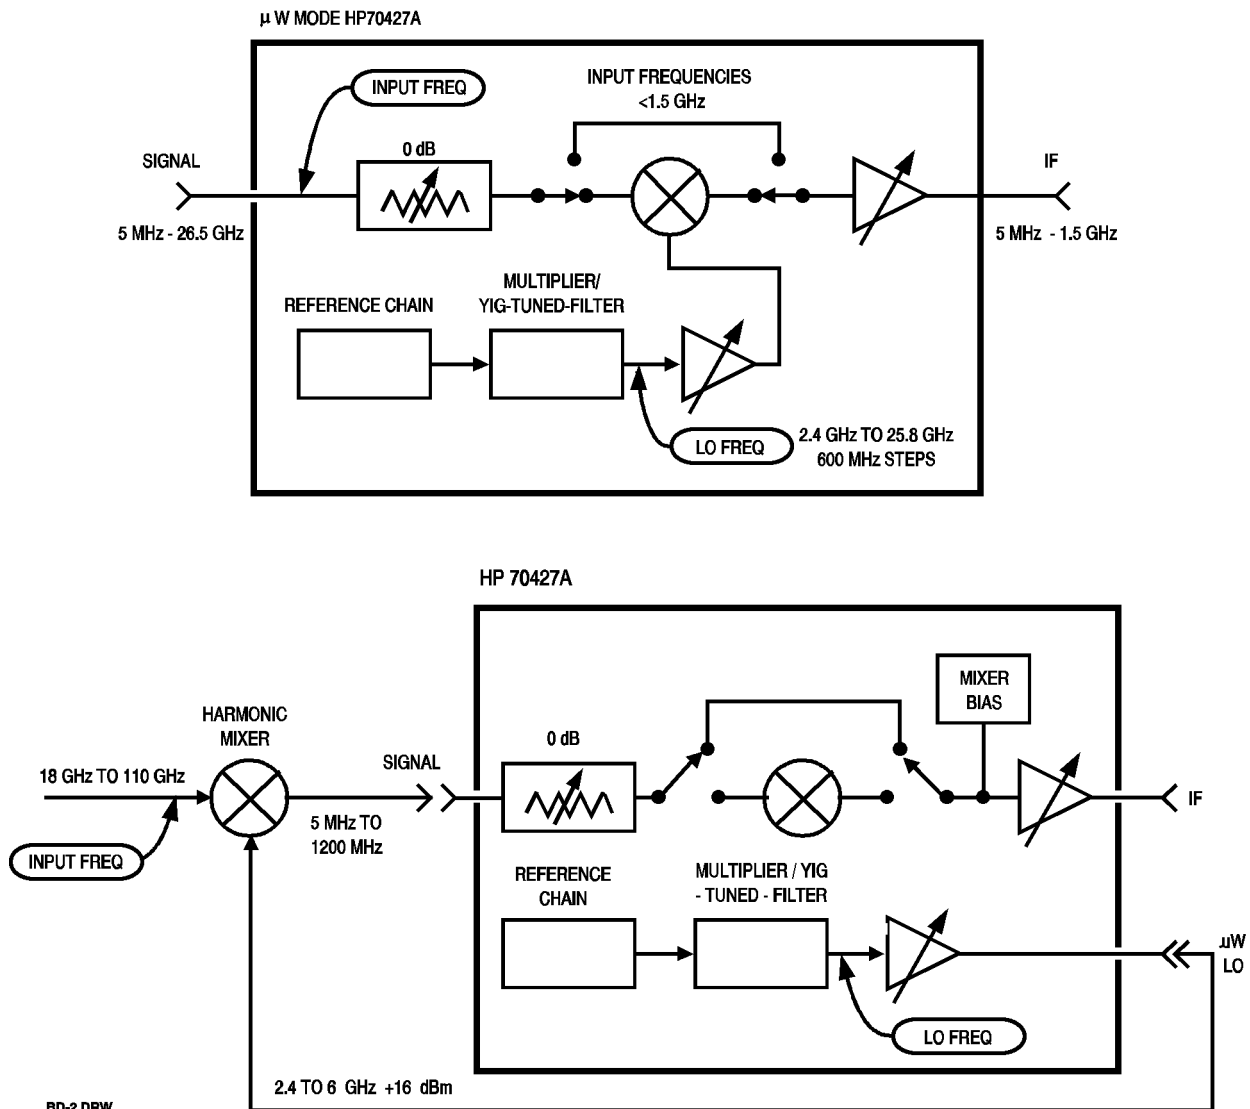 µ W MODE HP70427A
INPUT FREQ
INPUT FREQUENCIES
<1.5 GHz
SIGNAL
0 dB
IF
5 MHz - 26.5 GHz
5 MHz - 1.5 GHz
MULTIPLIER/
YIG-TUNED-FILTER
REFERENCE CHAIN
LO FREQ
2.4 GHz TO 25.8 GHz
600 MHz STEPS
HP 70427A
MIXER
BIAS
HARMONIC
MIXER
0 dB
SIGNAL
18 GHz TO 110 GHz
IF
5 MHz TO
1200 MHz
INPUT FREQ
REFERENCE
CHAIN
MULTIPLIER / YIG
- TUNED - FILTER
µW
LO
LO FREQ
2.4 TO 6 GHz +16 dBm
BD-2.DRW